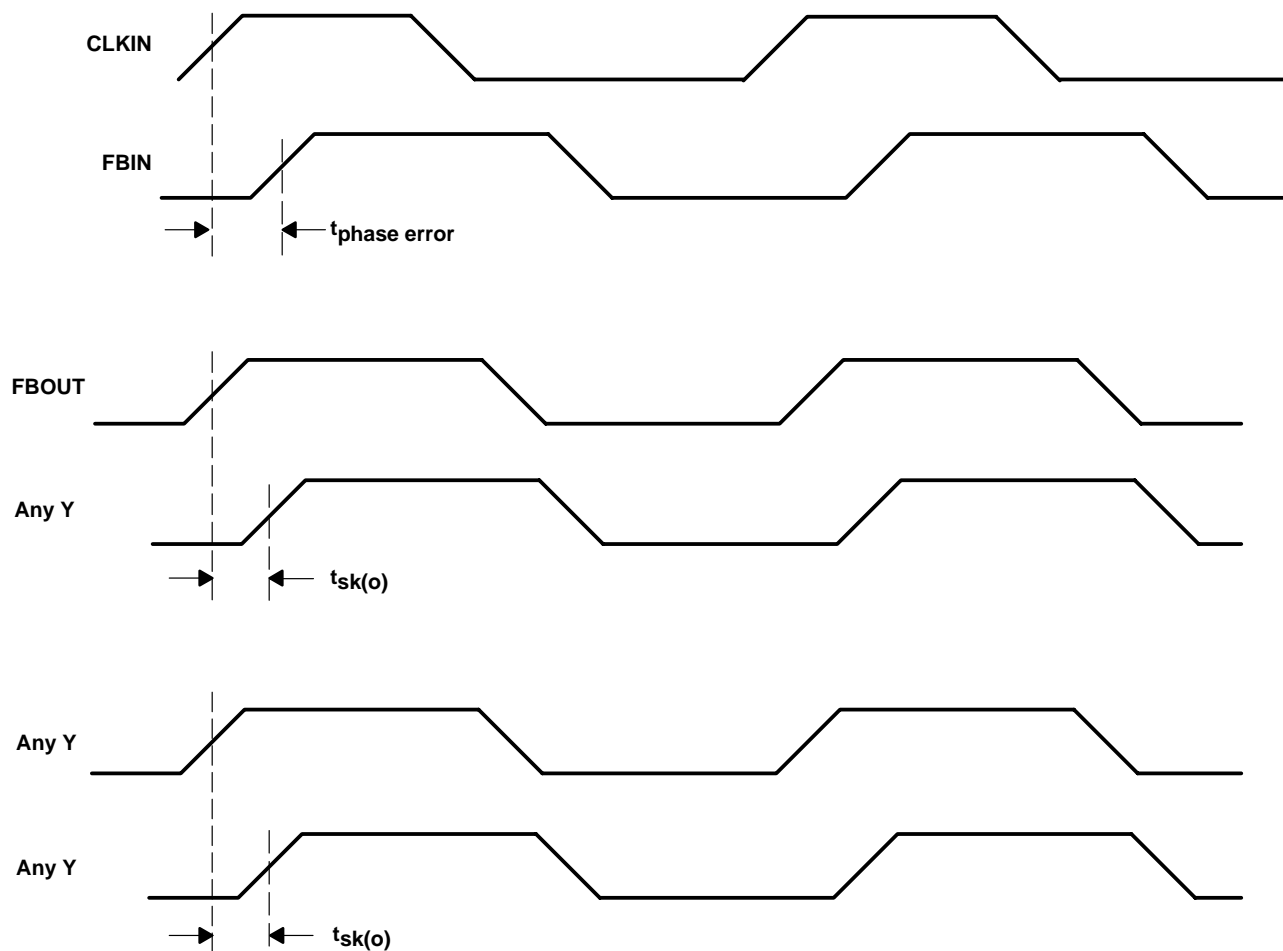 CLKIN
FBIN
tphase error
FBOUT
Any Y
tsk(o)
Any Y
Any Y
tsk(o)